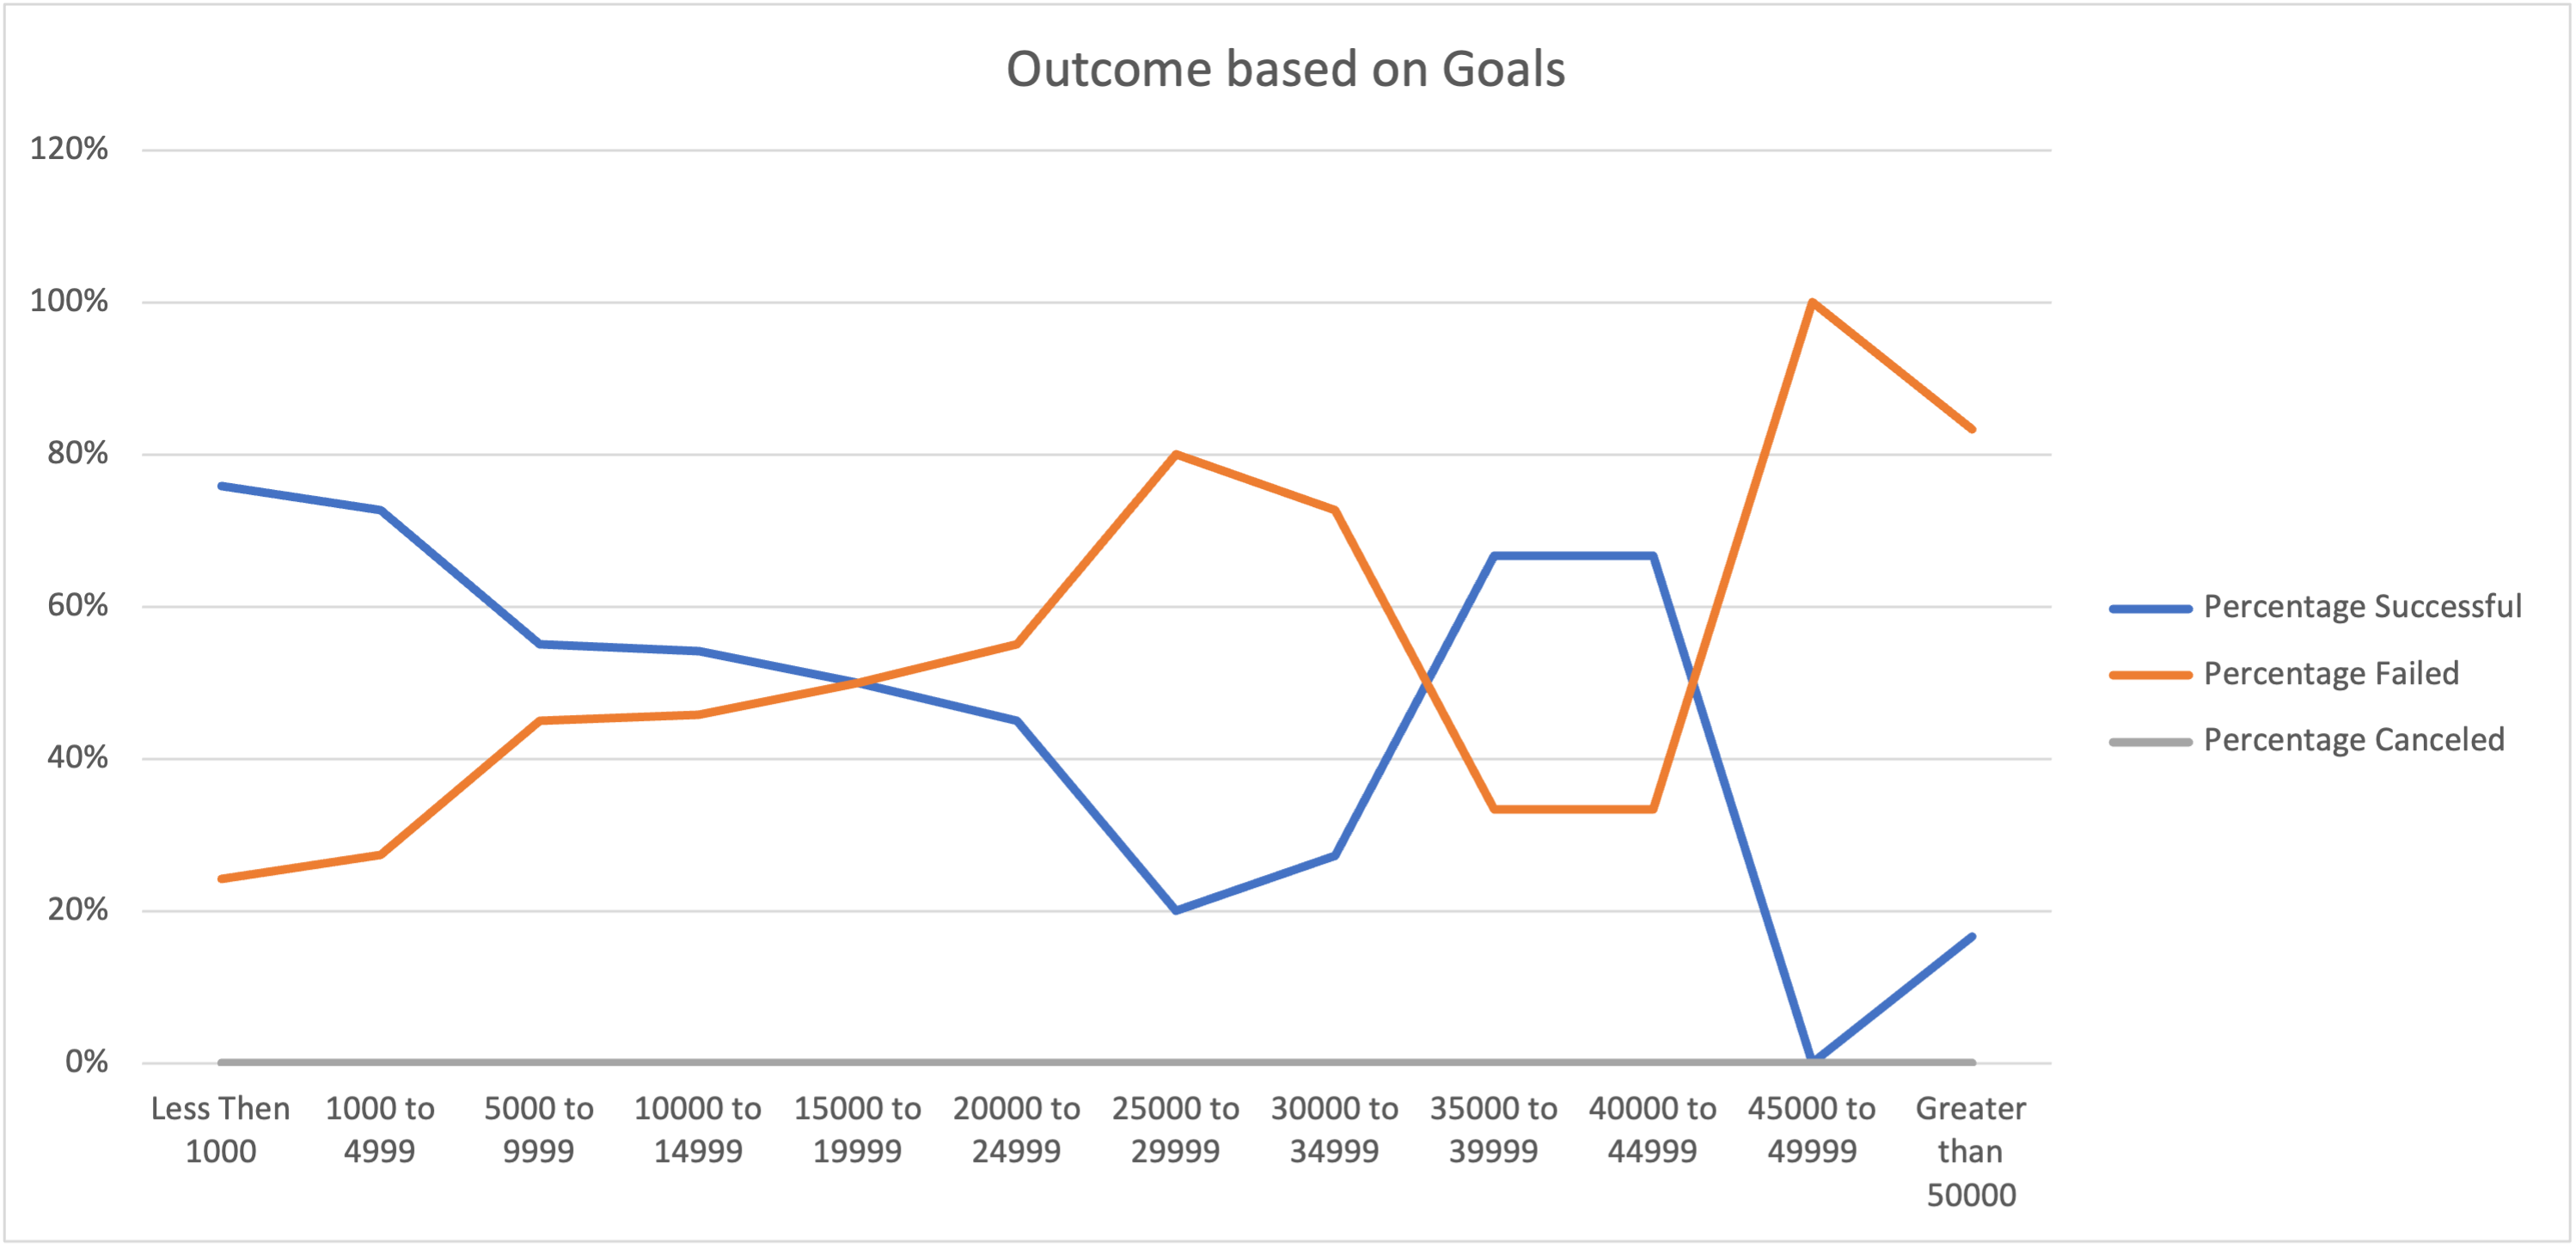 Outcome based on Goals
120%
100%
80%
60%
40%
20%
0%
Less Then
1000
1000 to
4999
5000 to
9999
10000 to
14999
15000 to
19999
20000 to
24999
25000 to
29999
30000 to
34999
35000 to
39999
40000 to
44999
45000 to
49999
Greater
than
50000
Percentage Successful
Percentage Failed
Percentage Canceled